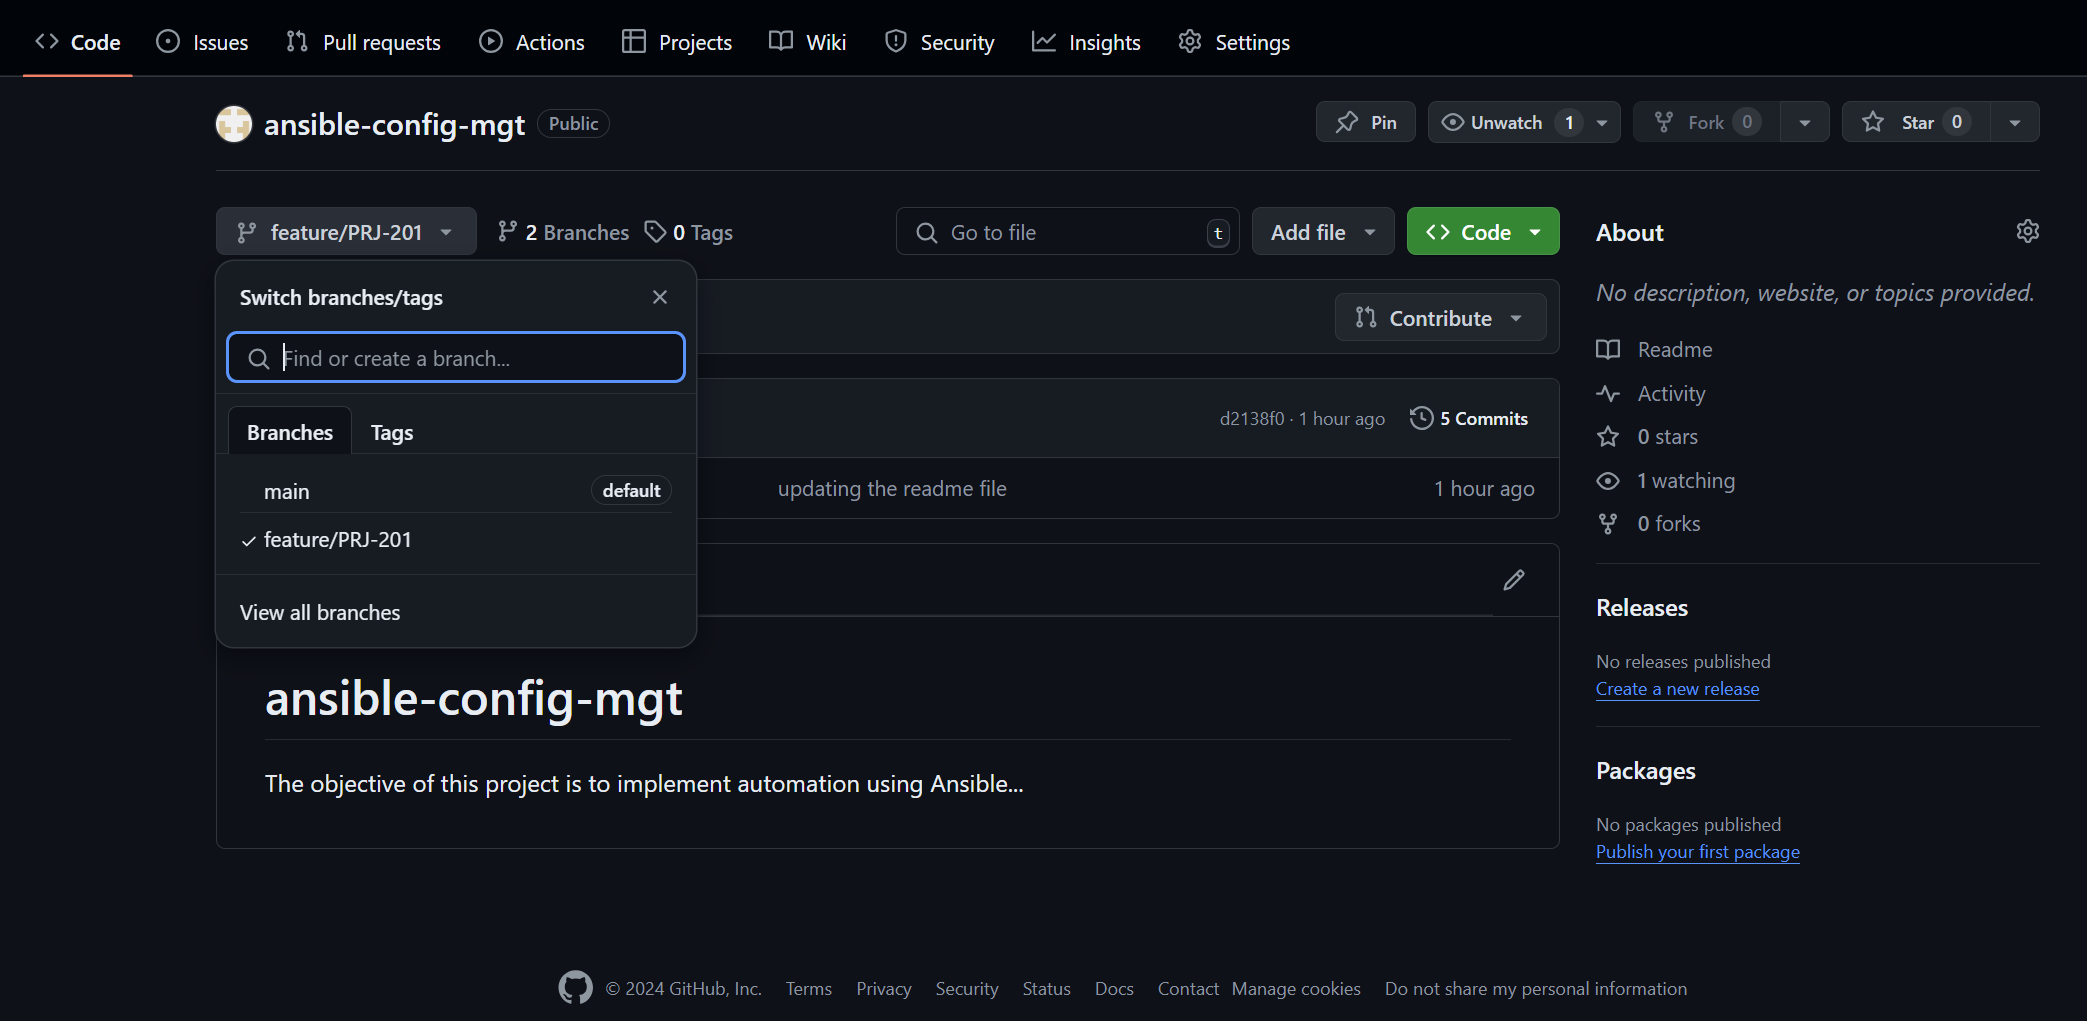 Code Issues Pull requests Actions Projects Wiki Security Insights Settings
ansible-config-mgt Public Pin Unwatch 1 Fork 0 Star 0
feature/PRJ-201 2 Branches 0 Tags Go to file t Add file Code
About
No description, website, or topics provided.
Switch branches/tags
Contribute
Find or create a branch...
Readme
Activity
d2138f0 · 1 hour ago 5 Commits
Branches Tags
0 stars
main default
updating the readme file 1 hour ago
1 watching
feature/PRJ-201
0 forks
View all branches
Releases
No releases published
Create a new release
ansible-config-mgt
The objective of this project is to implement automation using Ansible...
Packages
No packages published
Publish your first package
© 2024 GitHub, Inc. Terms Privacy Security Status Docs Contact Manage cookies Do not share my personal information